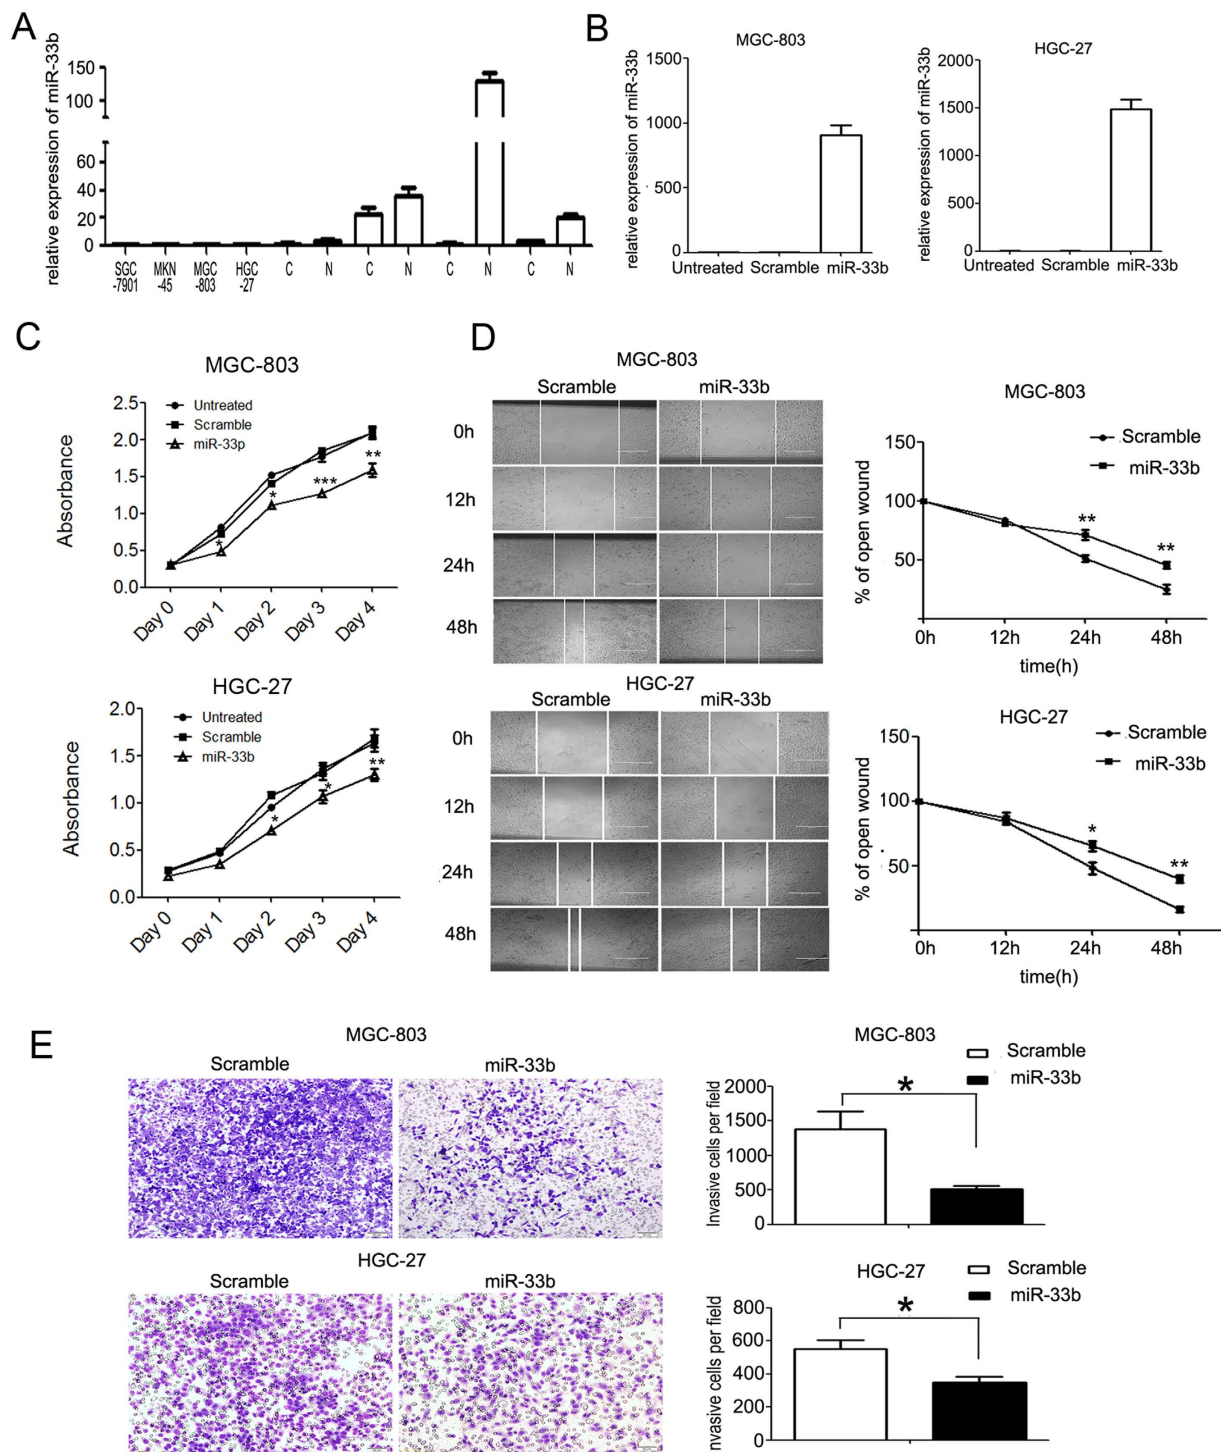 A
relative expression of miR-33b
150
100
60
40
20
0
SGC
-7901
MKN
-45
MGC
-803
HGC
-27
C
N
C
N
C
N
C
N
B
MGC-803
relative expression of miR-33b
1500
1000
500
0
Untreated
Scramble
miR-33b
HGC-27
relative expression of miR-33b
2000
1500
1000
500
0
Untreated
Scramble
miR-33b
C
MGC-803
Absorbance
2.5
2.0
1.5
1.0
0.5
0.0
Untreated
Scramble
miR-33p
*
*
***
**
Day 0
Day 1
Day 2
Day 3
Day 4
HGC-27
Absorbance
2.0
1.5
1.0
0.5
0.0
Untreated
Scramble
miR-33b
*
*
**
Day 0
Day 1
Day 2
Day 3
Day 4
D
MGC-803
Scramble
miR-33b
0h
12h
24h
48h
HGC-27
Scramble
miR-33b
0h
12h
24h
48h
MGC-803
Scramble
miR-33b
% of open wound
150
100
50
**
**
0h
12h
24h
48h
time(h)
HGC-27
Scramble
miR-33b
% of open wound
150
100
50
*
**
0h
12h
24h
48h
time(h)
E
MGC-803
Scramble
miR-33b
HGC-27
Scramble
miR-33b
MGC-803
Scramble
miR-33b
Invasive cells per field
2000
1500
1000
500
0
*
HGC-27
Scramble
miR-33b
Invasive cells per field
800
600
400
200
0
*